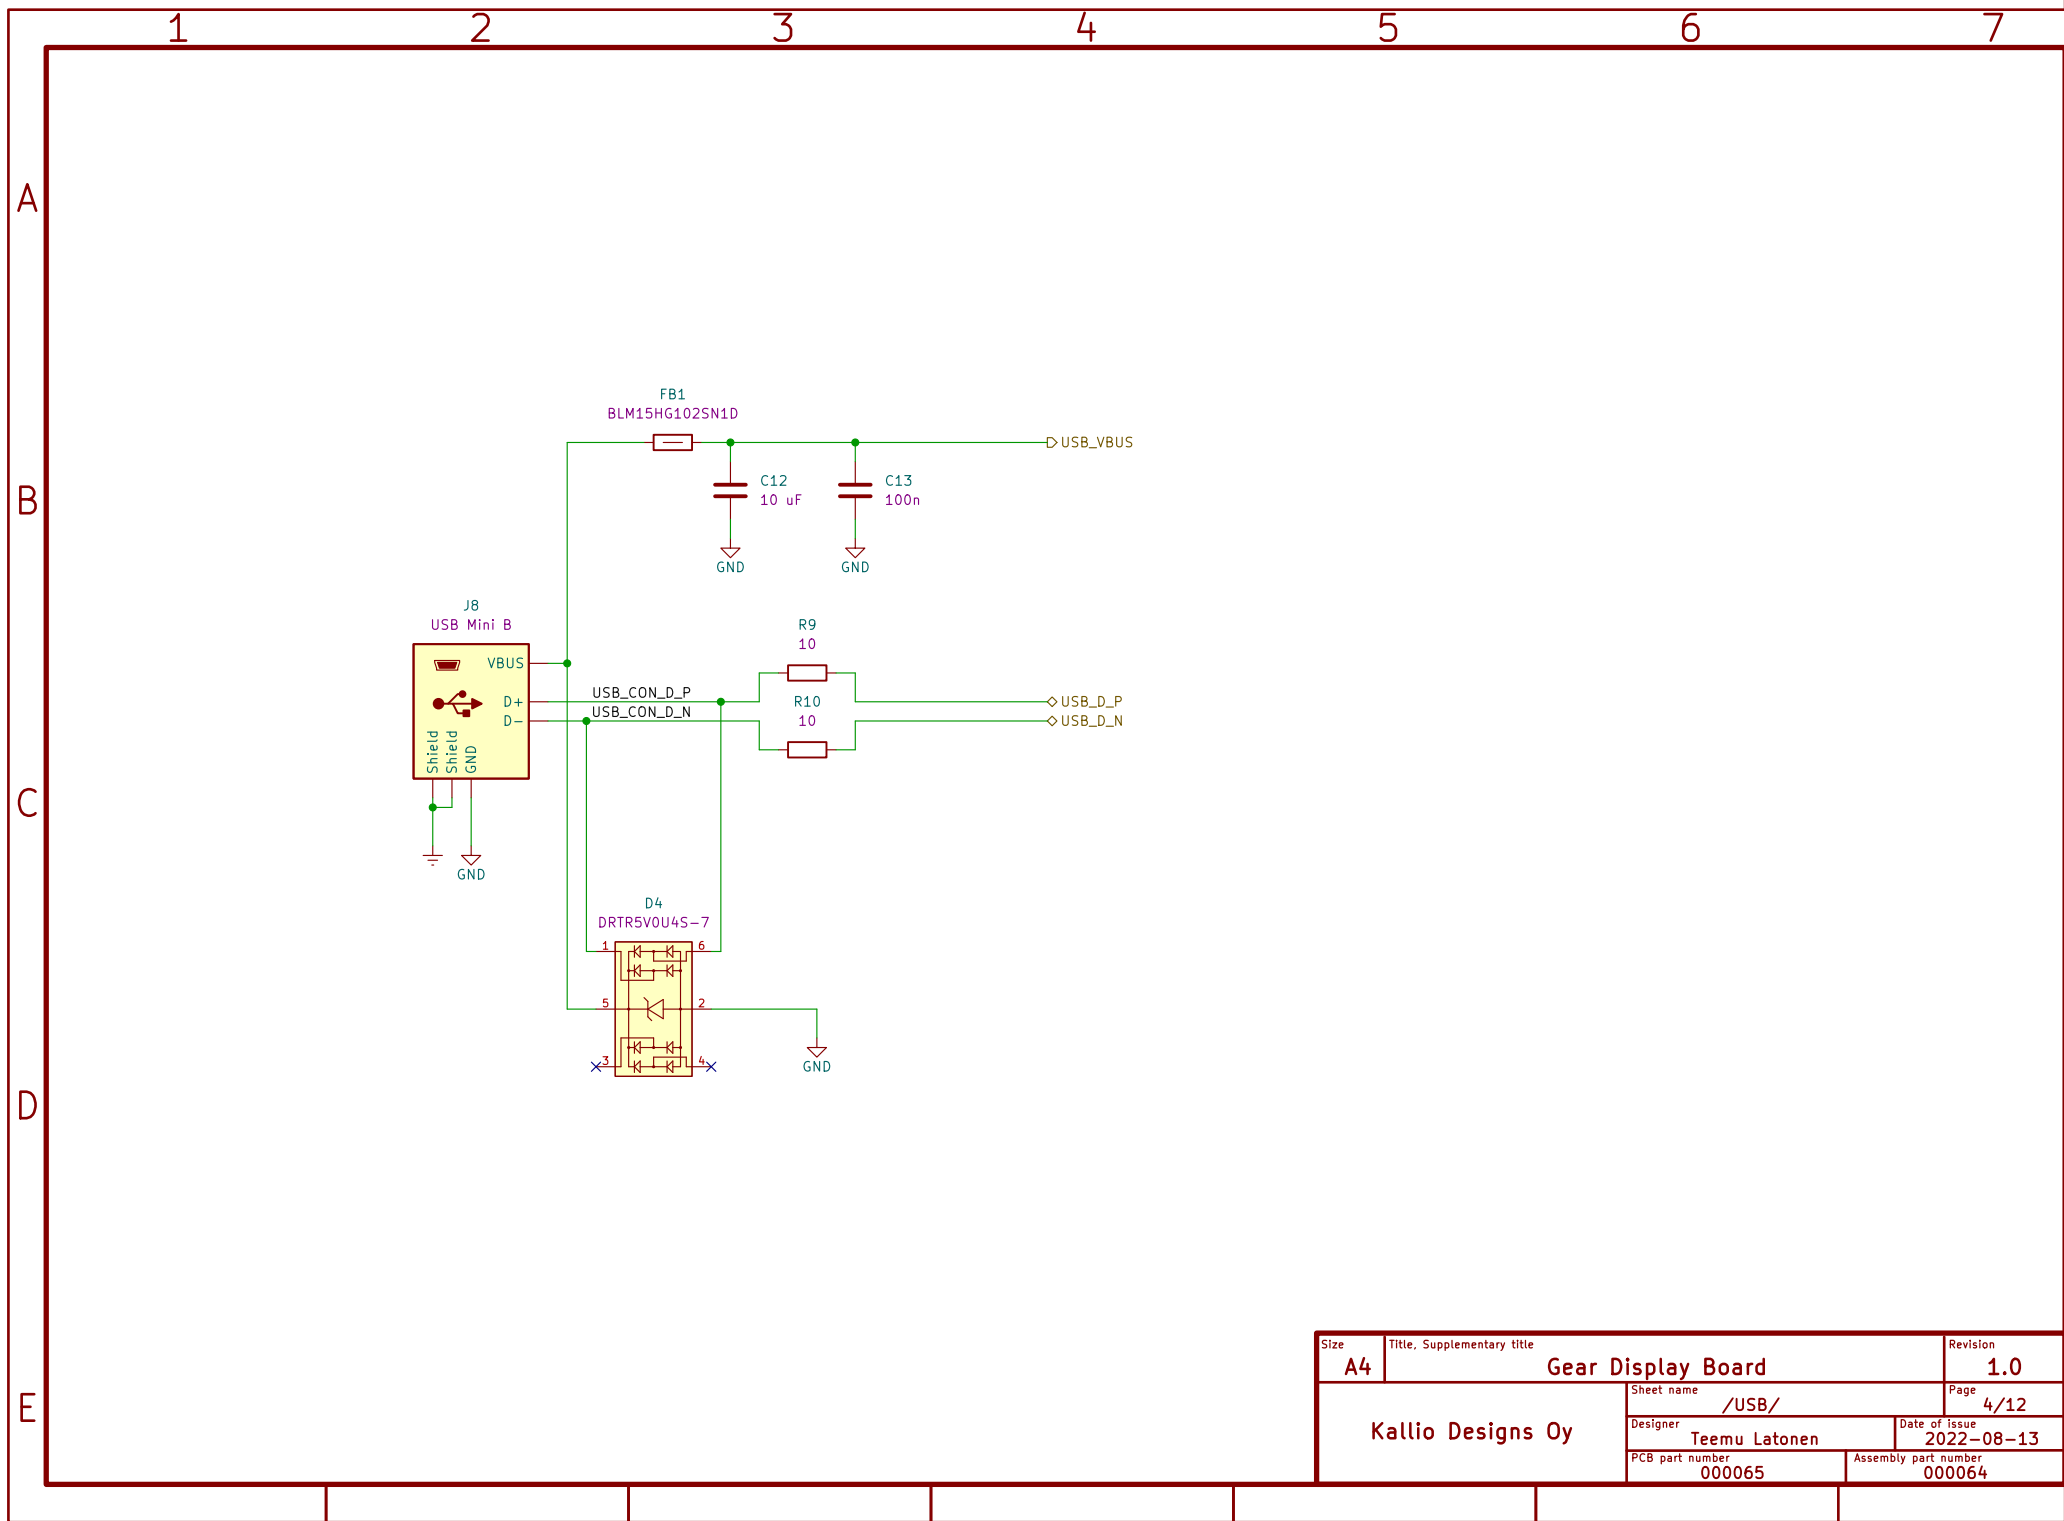 1 2 3 4 5 6 7
A
B
C
D
E
FB1
BLM15HG102SN1D
USB_VBUS
C12
10 uF
C13
100n
GND
GND
J8
USB Mini B
VBUS
D+
D-
Shield
Shield
GND
USB_CON_D_P
USB_CON_D_N
R9
10
R10
10
USB_D_P
USB_D_N
GND
D4
DRTR5V0U4S-7
1
6
5
2
3
4
GND
Size
A4
Title, Supplementary title
Gear Display Board
Revision
1.0
Kallio Designs Oy
Sheet name
/USB/
Page
4/12
Designer
Teemu Latonen
Date of issue
2022-08-13
PCB part number
000065
Assembly part number
000064